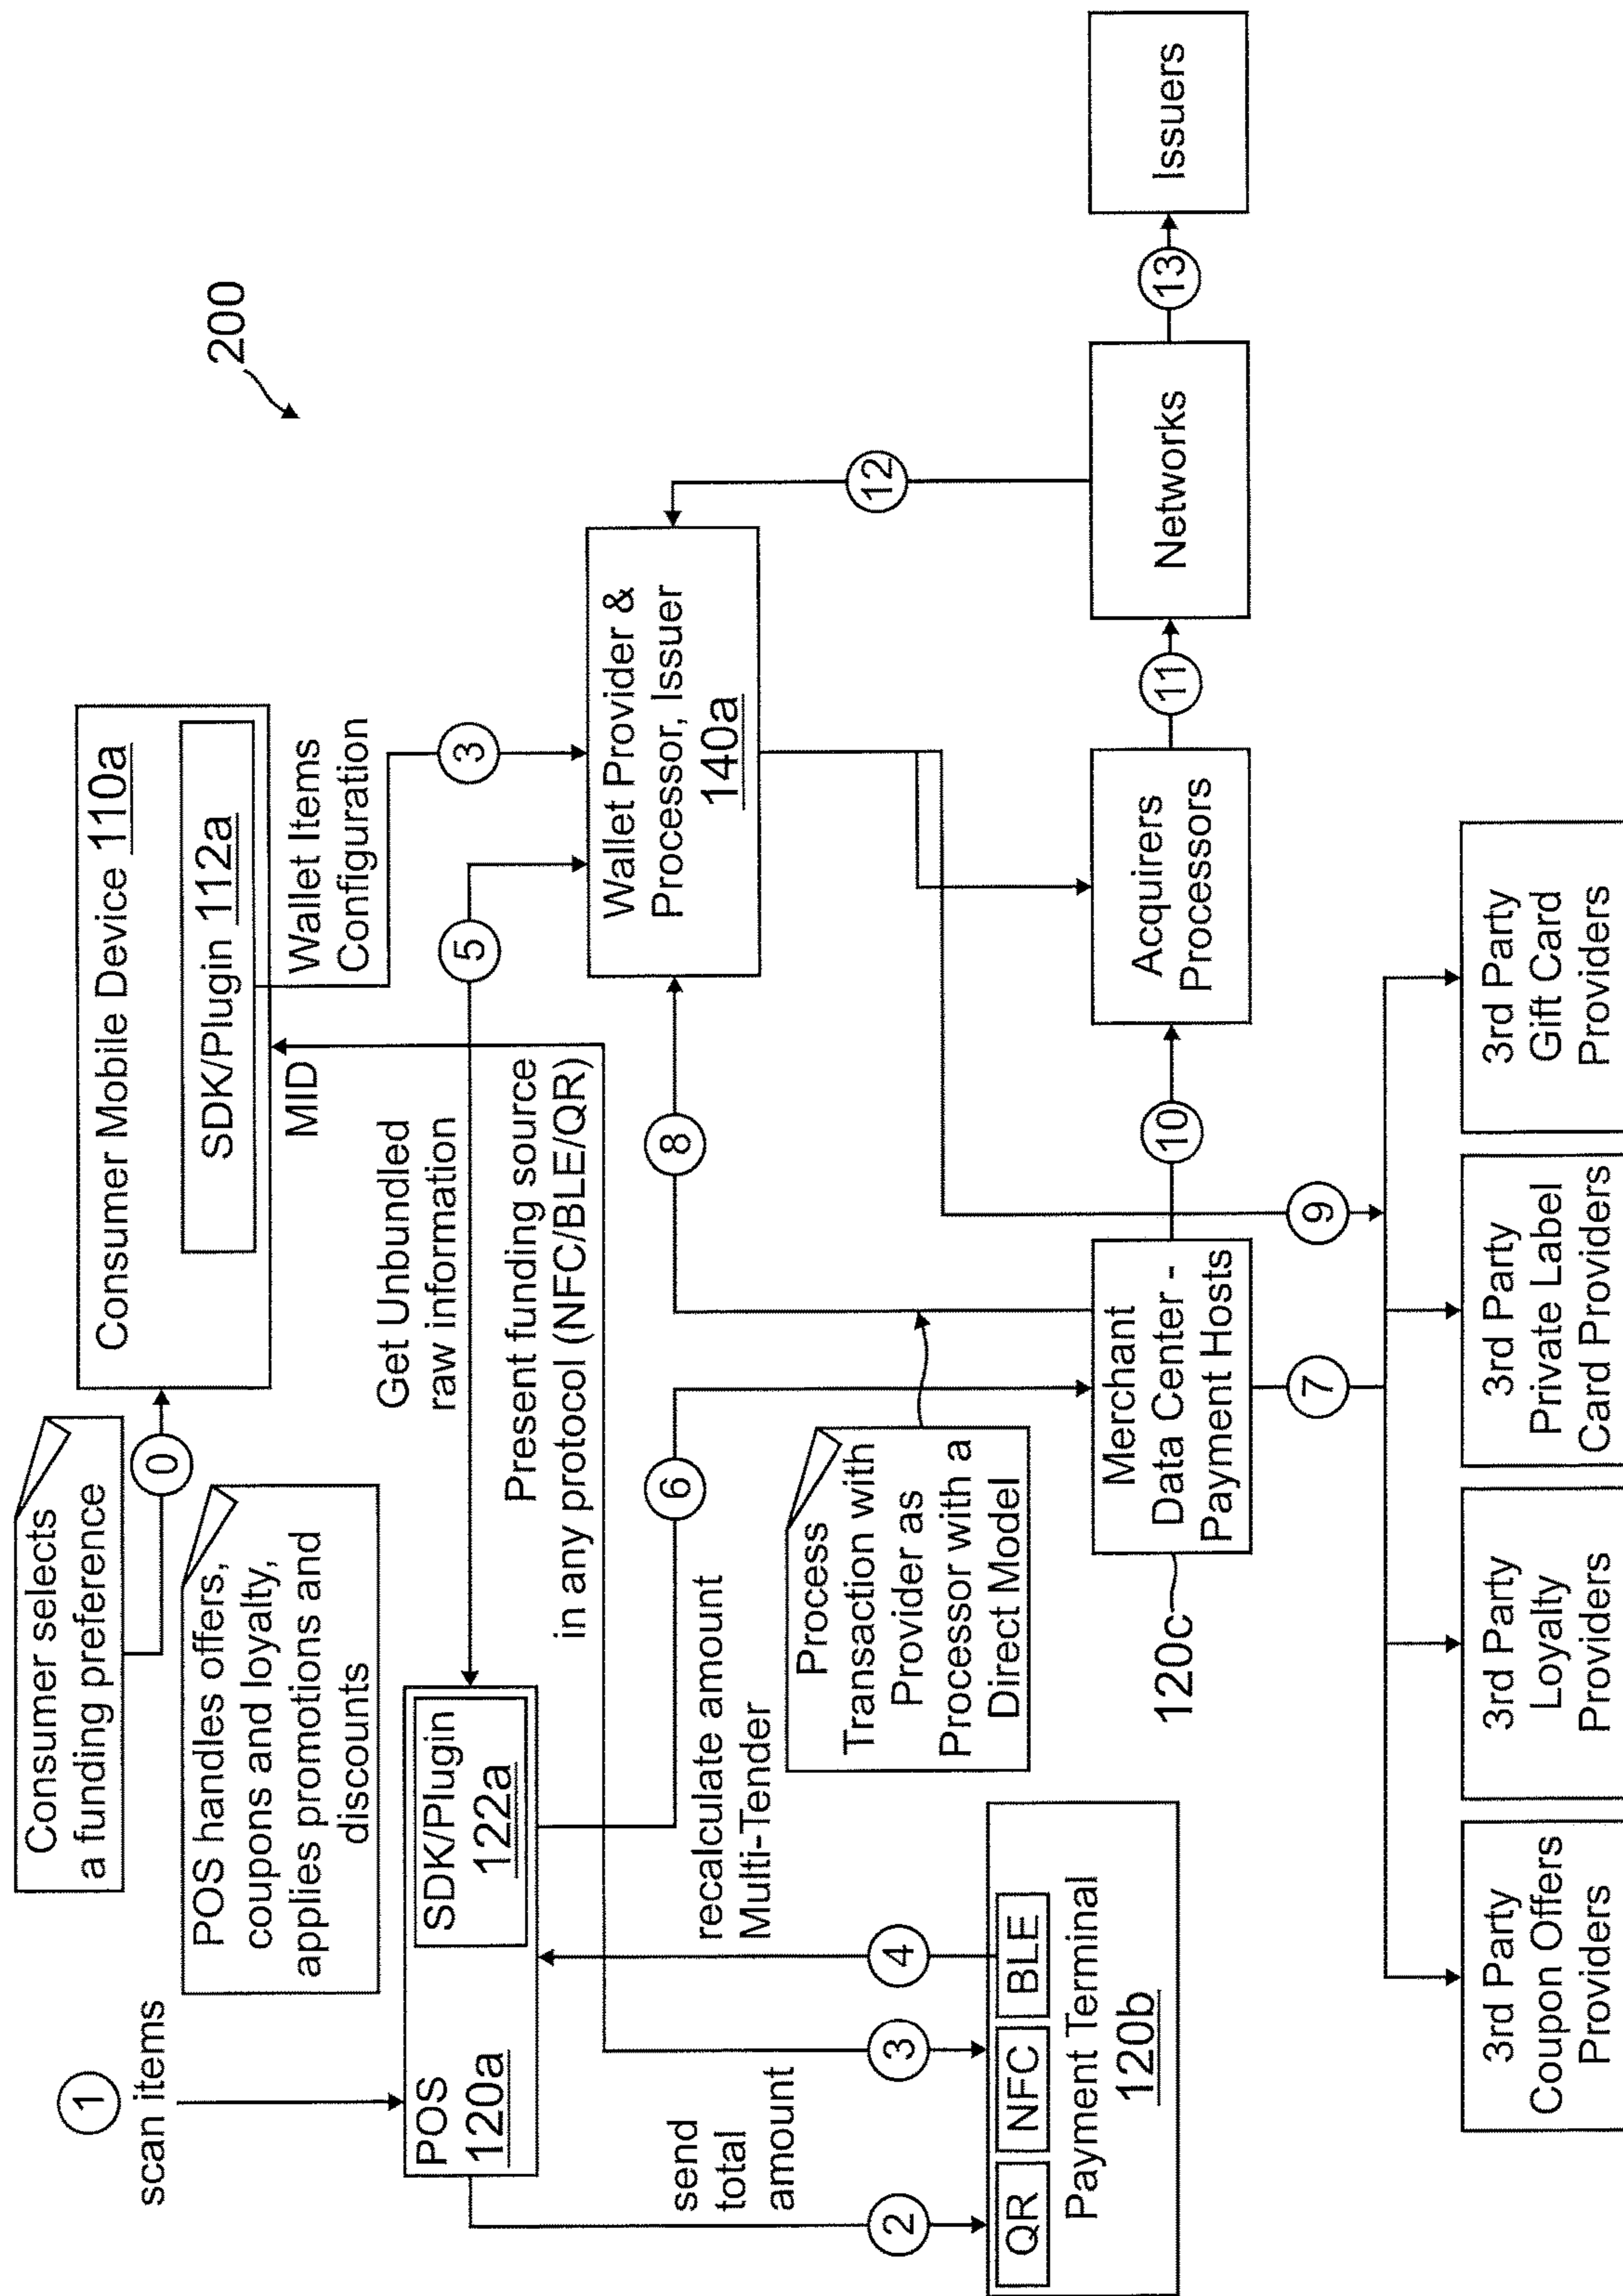 200
1
scan items
Consumer selects
a funding preference
0
POS handles offers,
coupons and loyalty,
applies promotions and
discounts
Consumer Mobile Device 110a
SDK/Plugin 112a
MID
Wallet Items
Configuration
3
POS
120a
SDK/Plugin
122a
Get Unbundled
raw information
5
Present funding source
in any protocol (NFC/BLE/QR)
Wallet Provider &
Processor, Issuer
140a
send
total
amount
2
3
4
recalculate amount
Multi-Tender
6
8
12
QR
NFC
BLE
Payment Terminal
120b
Process
Transaction with
Provider as
Processor with a
Direct Model
120c
Merchant
Data Center -
Payment Hosts
10
Acquirers
Processors
11
Networks
13
Issuers
7
9
3rd Party
Coupon Offers
Providers
3rd Party
Loyalty
Providers
3rd Party
Private Label
Card Providers
3rd Party
Gift Card
Providers